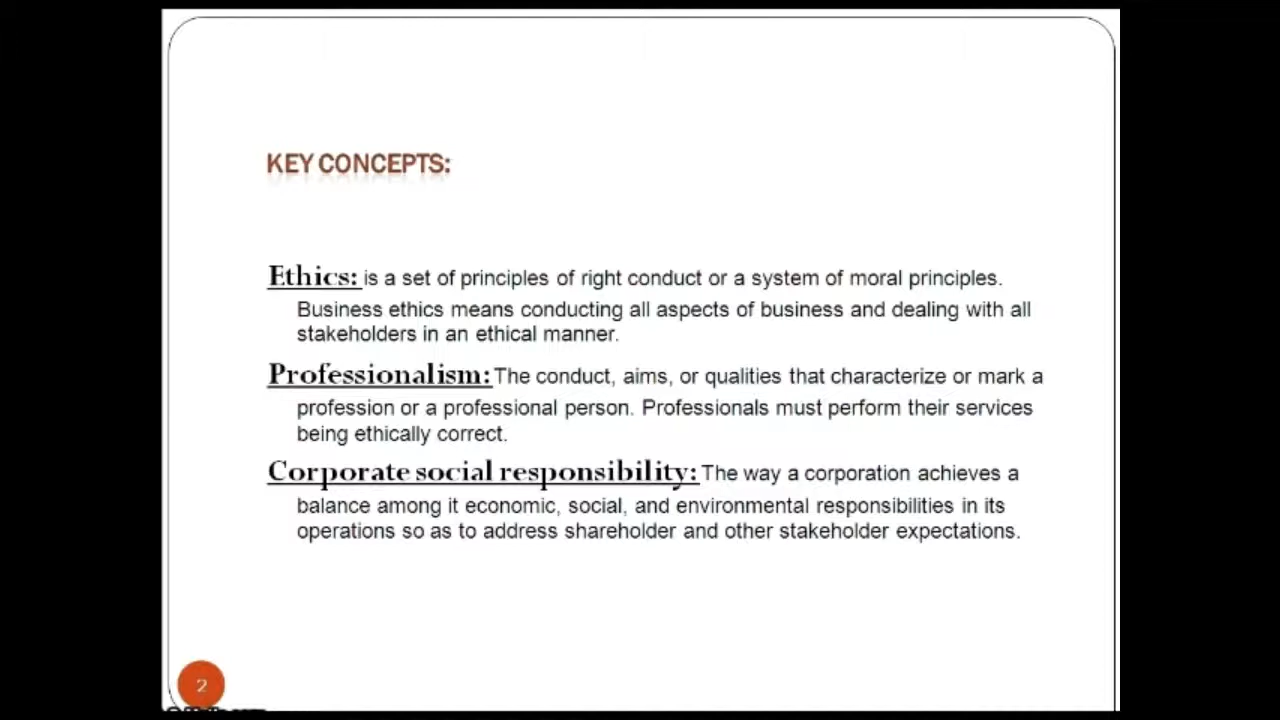 KEY CONCEPTS:
Ethics: is a set of principles of right conduct or a system of moral principles.
Business ethics means conducting all aspects of business and dealing with all
stakeholders in an ethical manner.
Professionalism: The conduct, aims, or qualities that characterize or mark a
profession or a professional person. Professionals must perform their services
being ethically correct.
Corporate social responsibility: The way a corporation achieves a
balance among it economic, social, and environmental responsibilities in its
operations so as to address shareholder and other stakeholder expectations.
2